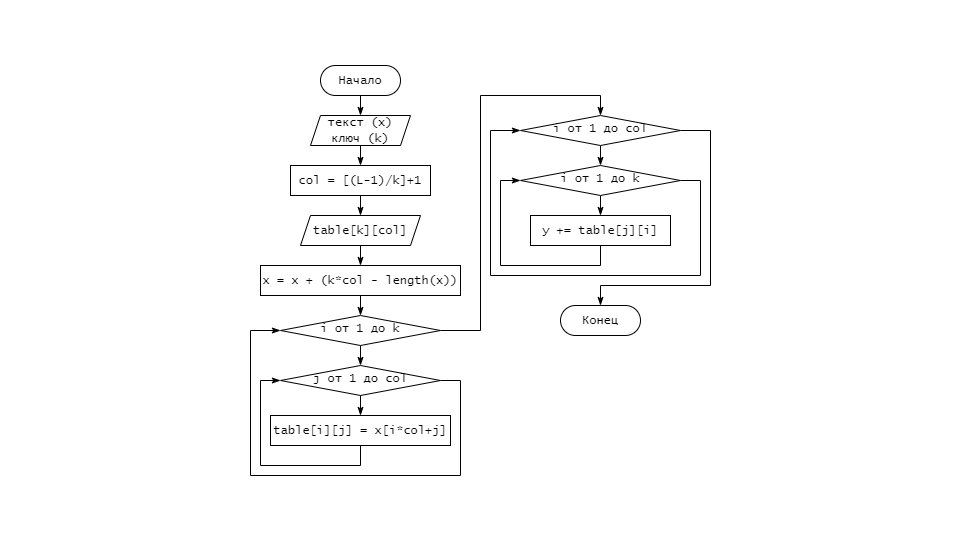 Начало
текст (x)
ключ (k)
col = [(L-1)/k]+1
table[k][col]
x = x + (k*col - length(x))
i от 1 до k
j от 1 до col
table[i][j] = x[i*col+j]
i от 1 до col
i от 1 до k
y += table[j][i]
Конец